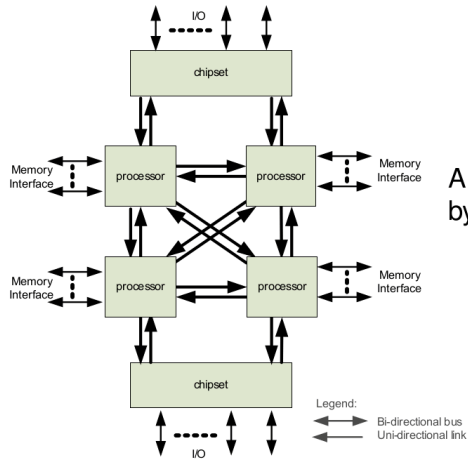 I/O
chipset
Memory
Interface
processor
processor
Memory
Interface
A
by
Memory
Interface
processor
processor
Memory
Interface
chipset
I/O
Legend:
Bi-directional bus
Uni-directional link